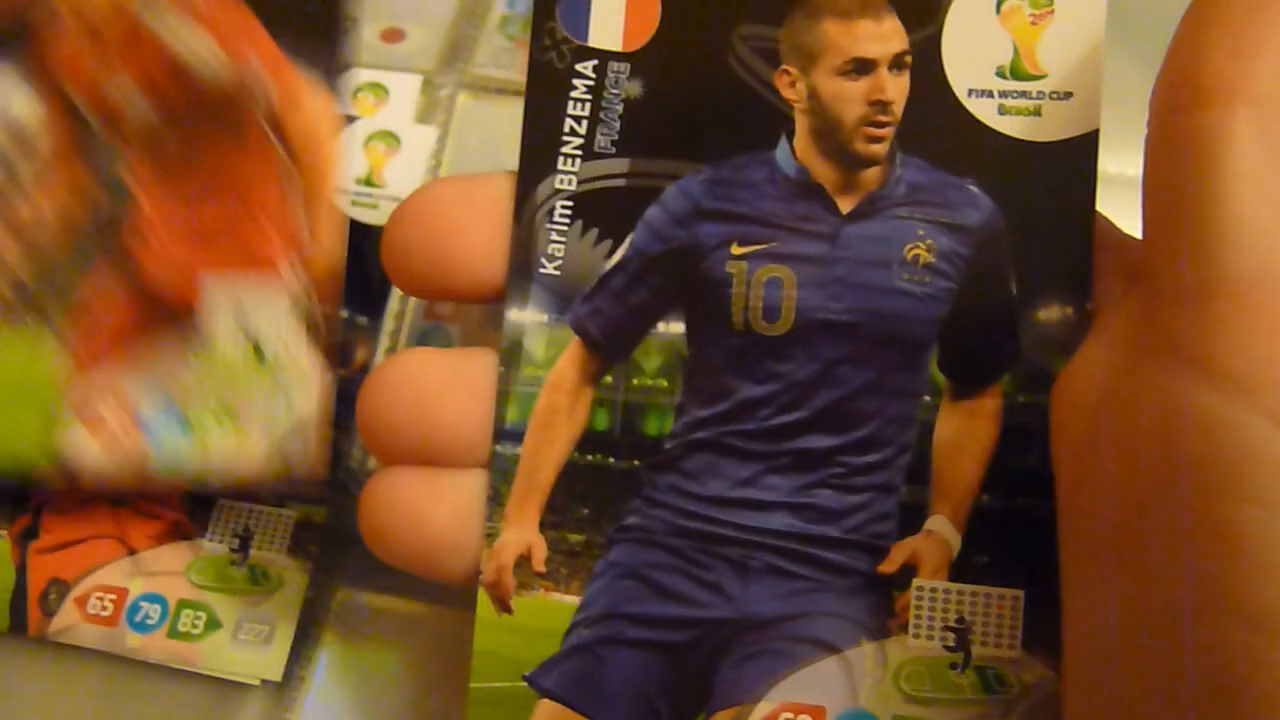 Karim BENZEMA
FRANCE
FIFA WORLD CUP
Brasil
10
65 79 83
227